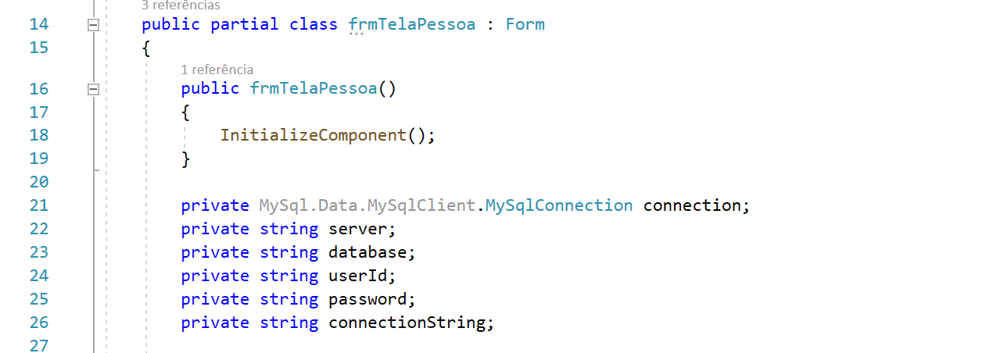 3 referências
14 public partial class frmTelaPessoa : Form
15 {
1 referência
16 public frmTelaPessoa()
17 {
18 InitializeComponent();
19 }
20
21 private MySql.Data.MySqlClient.MySqlConnection connection;
22 private string server;
23 private string database;
24 private string userId;
25 private string password;
26 private string connectionString;
27